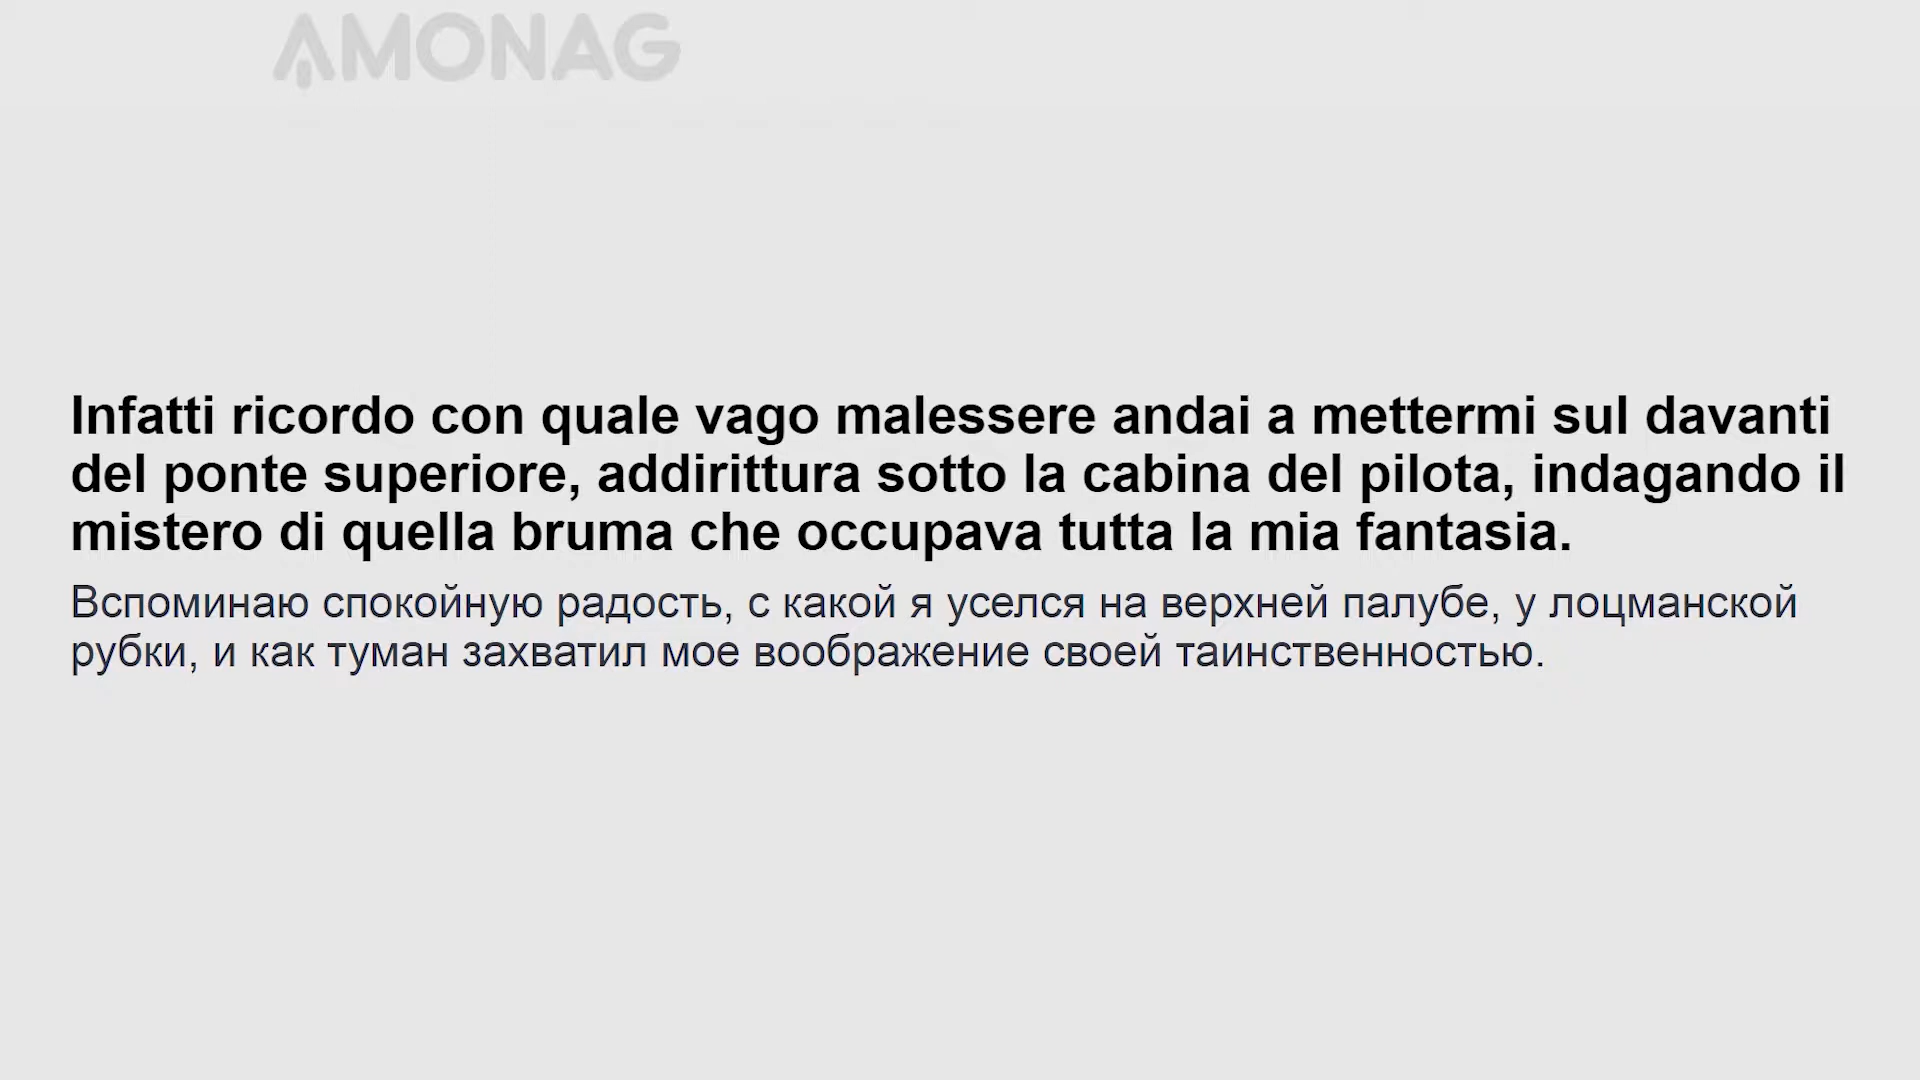 AMONAG
Infatti ricordo con quale vago malessere andai a mettermi sul davanti
del ponte superiore, addirittura sotto la cabina del pilota, indagando il
mistero di quella bruma che occupava tutta la mia fantasia.
Вспоминаю спокойную радость, с какой я уселся на верхней палубе, у лоцманской
рубки, и как туман захватил мое воображение своей таинственностью.